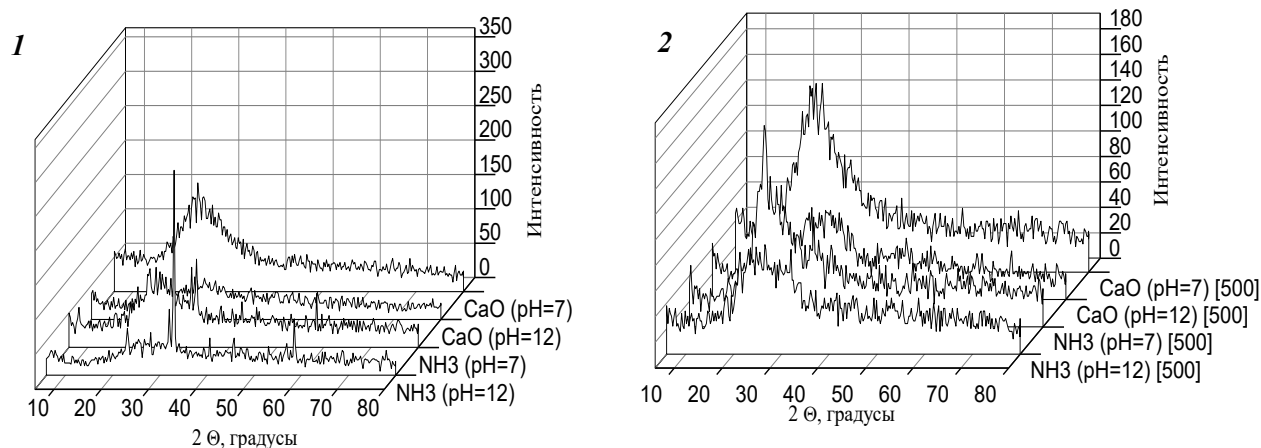 1
350
300
250
200
150
100
50
0
Интенсивность
CaO (pH=7)
CaO (pH=12)
NH3 (pH=7)
NH3 (pH=12)
10 20 30 40 50 60 70 80
2 Θ, градусы
2
180
160
140
120
100
80
60
40
20
0
Интенсивность
CaO (pH=7) [500]
CaO (pH=12) [500]
NH3 (pH=7) [500]
NH3 (pH=12) [500]
10 20 30 40 50 60 70 80
2 Θ, градусы